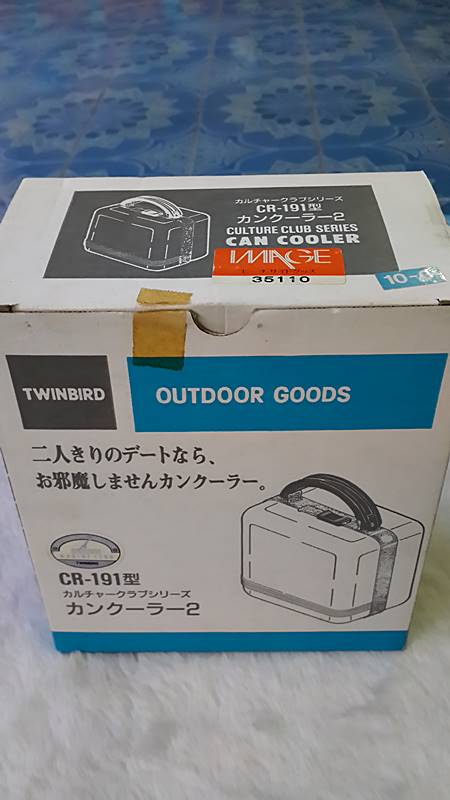 カルチャークラブシリーズ
CR-191型
カンクーラー2
CULTURE CLUB SERIES
CAN COOLER
IMAGE
35110
TWINBIRD
OUTDOOR GOODS
二人きりのデートなら、
お邪魔しませんカンクーラー。
TWINBIRD
CR-191型
カルチャークラブシリーズ
カンクーラー2